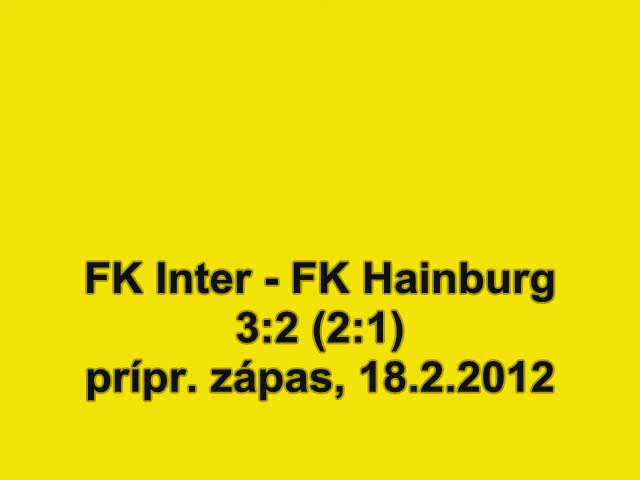 FK Inter - FK Hainburg
3:2 (2:1)
prípr. zápas, 18.2.2012